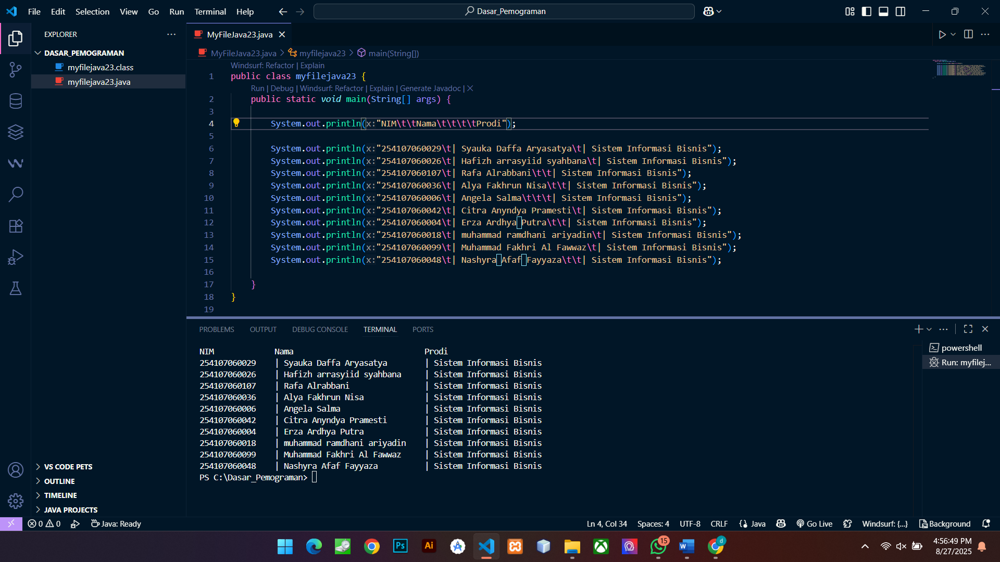 File Edit Selection View Go Run Terminal Help
Dasar_Pemograman
EXPLORER
DASAR_PEMOGRAMAN
myfilejava23.class
myfilejava23.java
MyFileJava23.java
MyFileJava23.java > myfilejava23 > main(String[])
Windsurf: Refactor | Explain
1 public class myfilejava23 {
Run | Debug | Windsurf: Refactor | Explain | Generate Javadoc | X
2 public static void main(String[] args) {
3
4 System.out.println(x:"NIM\t\tNama\t\t\t\tProdi");
5
6 System.out.println(x:"254107060029\t| Syauka Daffa Aryasatya\t| Sistem Informasi Bisnis");
7 System.out.println(x:"254107060026\t| Hafizh arrasyiid syahbana\t| Sistem Informasi Bisnis");
8 System.out.println(x:"254107060107\t| Rafa Alrabbani\t\t| Sistem Informasi Bisnis");
9 System.out.println(x:"254107060036\t| Alya Fakhrun Nisa\t\t| Sistem Informasi Bisnis");
10 System.out.println(x:"254107060006\t| Angela Salma\t\t\t| Sistem Informasi Bisnis");
11 System.out.println(x:"254107060042\t| Citra Anyndya Pramesti\t| Sistem Informasi Bisnis");
12 System.out.println(x:"254107060004\t| Erza Ardhya Putra\t\t| Sistem Informasi Bisnis");
13 System.out.println(x:"254107060018\t| muhammad ramdhani ariyadin\t| Sistem Informasi Bisnis");
14 System.out.println(x:"254107060099\t| Muhammad Fakhri Al Fawwaz\t| Sistem Informasi Bisnis");
15 System.out.println(x:"254107060048\t| Nashyra Afaf Fayyaza\t\t| Sistem Informasi Bisnis");
16
17 }
18 }
19
PROBLEMS OUTPUT DEBUG CONSOLE TERMINAL PORTS
NIM Nama Prodi
254107060029 | Syauka Daffa Aryasatya | Sistem Informasi Bisnis
254107060026 | Hafizh arrasyiid syahbana | Sistem Informasi Bisnis
254107060107 | Rafa Alrabbani | Sistem Informasi Bisnis
254107060036 | Alya Fakhrun Nisa | Sistem Informasi Bisnis
254107060006 | Angela Salma | Sistem Informasi Bisnis
254107060042 | Citra Anyndya Pramesti | Sistem Informasi Bisnis
254107060004 | Erza Ardhya Putra | Sistem Informasi Bisnis
254107060018 | muhammad ramdhani ariyadin | Sistem Informasi Bisnis
254107060099 | Muhammad Fakhri Al Fawwaz | Sistem Informasi Bisnis
254107060048 | Nashyra Afaf Fayyaza | Sistem Informasi Bisnis
PS C:\Dasar_Pemograman>
powershell
Run: myfilej...
VS CODE PETS
OUTLINE
TIMELINE
JAVA PROJECTS
0 0 Java: Ready
Ln 4, Col 34 Spaces: 4 UTF-8 CRLF Java Go Live Windsurf: {...} Background
Ps Ai 15 W d
4:56:49 PM
8/27/2025